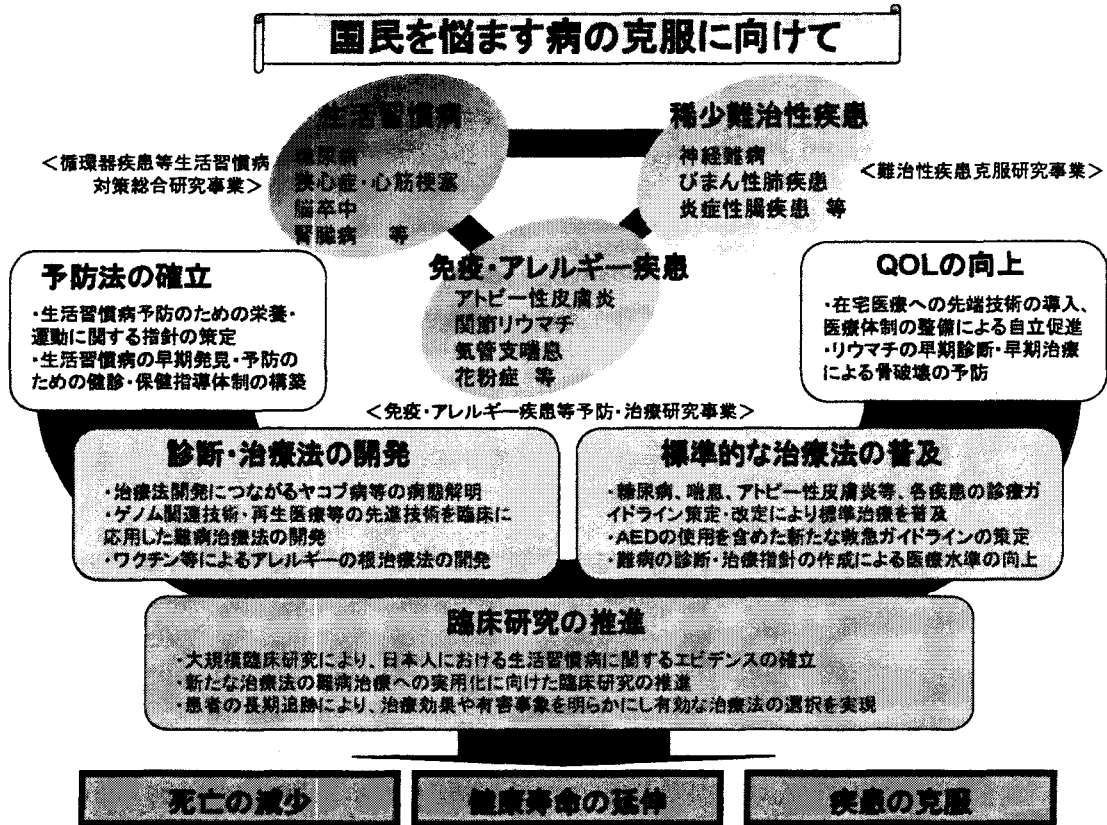 国民を悩ます病の克服に向けて
生活習慣病
糖尿病
狭心症・心筋梗塞
脳卒中
腎臓病 等
<循環器疾患等生活習慣病
対策総合研究事業>
稀少難治性疾患
神経難病
びまん性肺疾患
炎症性腸疾患 等
<難治性疾患克服研究事業>
免疫・アレルギー疾患
アトピー性皮膚炎
関節リウマチ
気管支喘息
花粉症 等
<免疫・アレルギー疾患等予防・治療研究事業>
予防法の確立
・生活習慣病予防のための栄養・
運動に関する指針の策定
・生活習慣病の早期発見・予防の
ための健診・保健指導体制の構築
QOLの向上
・在宅医療への先端技術の導入、
医療体制の整備による自立促進
・リウマチの早期診断・早期治療
による骨破壊の予防
診断・治療法の開発
・治療法開発につながるヤコブ病等の病態解明
・ゲノム関連技術・再生医療等の先進技術を臨床に
応用した難病治療法の開発
・ワクチン等によるアレルギーの根治療法の開発
標準的な治療法の普及
・糖尿病、喘息、アトピー性皮膚炎等、各疾患の診療ガ
イドライン策定・改定により標準治療を普及
・AEDの使用を含めた新たな救急ガイドラインの策定
・難病の診断・治療指針の作成による医療水準の向上
臨床研究の推進
・大規模臨床研究により、日本人における生活習慣病に関するエビデンスの確立
・新たな治療法の難病治療への実用化に向けた臨床研究の推進
・患者の長期追跡により、治療効果や有害事象を明らかにし有効な治療法の選択を実現
死亡の減少
健康寿命の延伸
疾患の克服